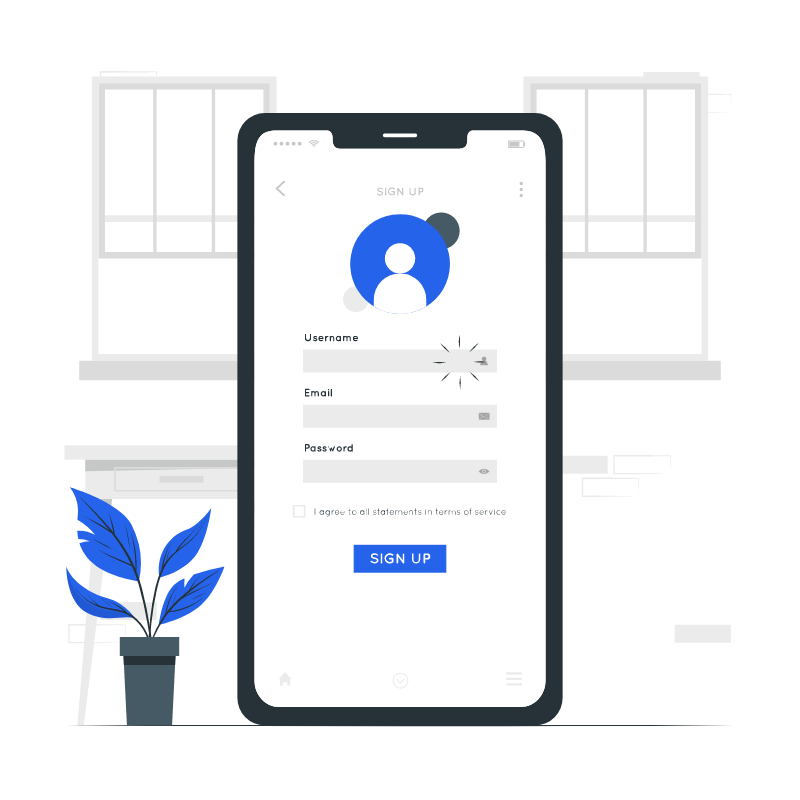 SIGN UP
Username
Email
Password
I agree to all statements in terms of service
SIGN UP